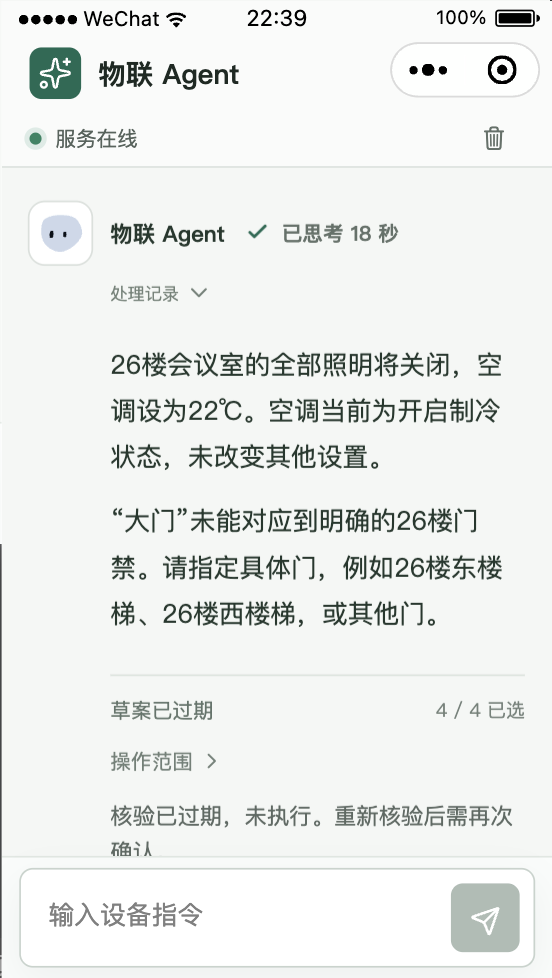 WeChat 22:39 100%
物联 Agent
服务在线
物联 Agent 已思考 18 秒
处理记录
26楼会议室的全部照明将关闭，空
调设为22℃。空调当前为开启制冷
状态，未改变其他设置。
“大门”未能对应到明确的26楼门
禁。请指定具体门，例如26楼东楼
梯、26楼西楼梯，或其他门。
草案已过期 4 / 4 已选
操作范围
核验已过期，未执行。重新核验后需再次
确认
输入设备指令